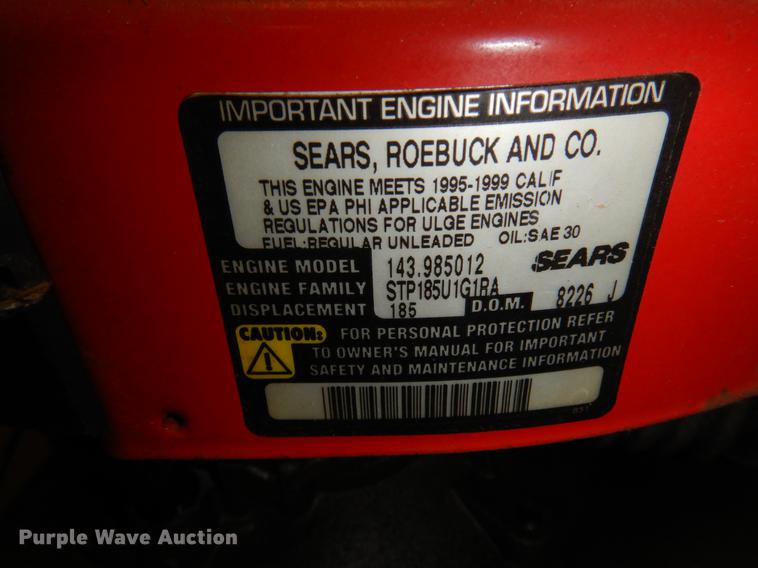 IMPORTANT ENGINE INFORMATION
SEARS, ROEBUCK AND CO.
THIS ENGINE MEETS 1995-1999 CALIF
& US EPA PHI APPLICABLE EMISSION
REGULATIONS FOR ULGE ENGINES
FUEL:REGULAR UNLEADED OIL:SAE 30
SEARS
ENGINE MODEL 143.985012
ENGINE FAMILY STP185U1G1RA
DISPLACEMENT 185 D.O.M. 8226 J
CAUTION: FOR PERSONAL PROTECTION REFER
TO OWNER'S MANUAL FOR IMPORTANT
SAFETY AND MAINTENANCE INFORMATION
Purple Wave Auction